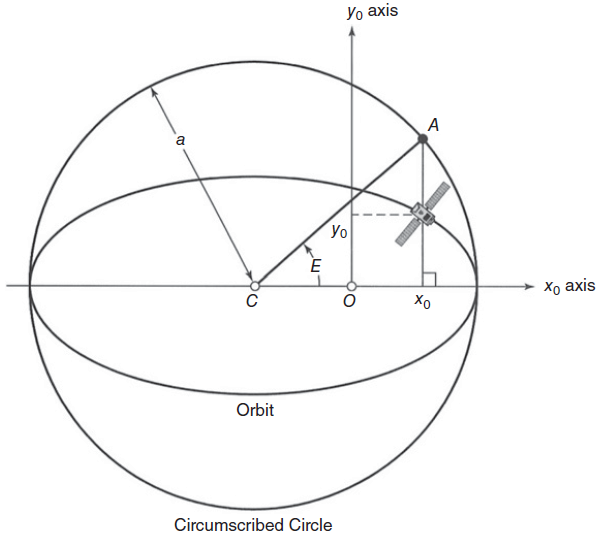 y₀ axis
A
a
y₀
E
x₀ axis
C
O
x₀
Orbit
Circumscribed Circle